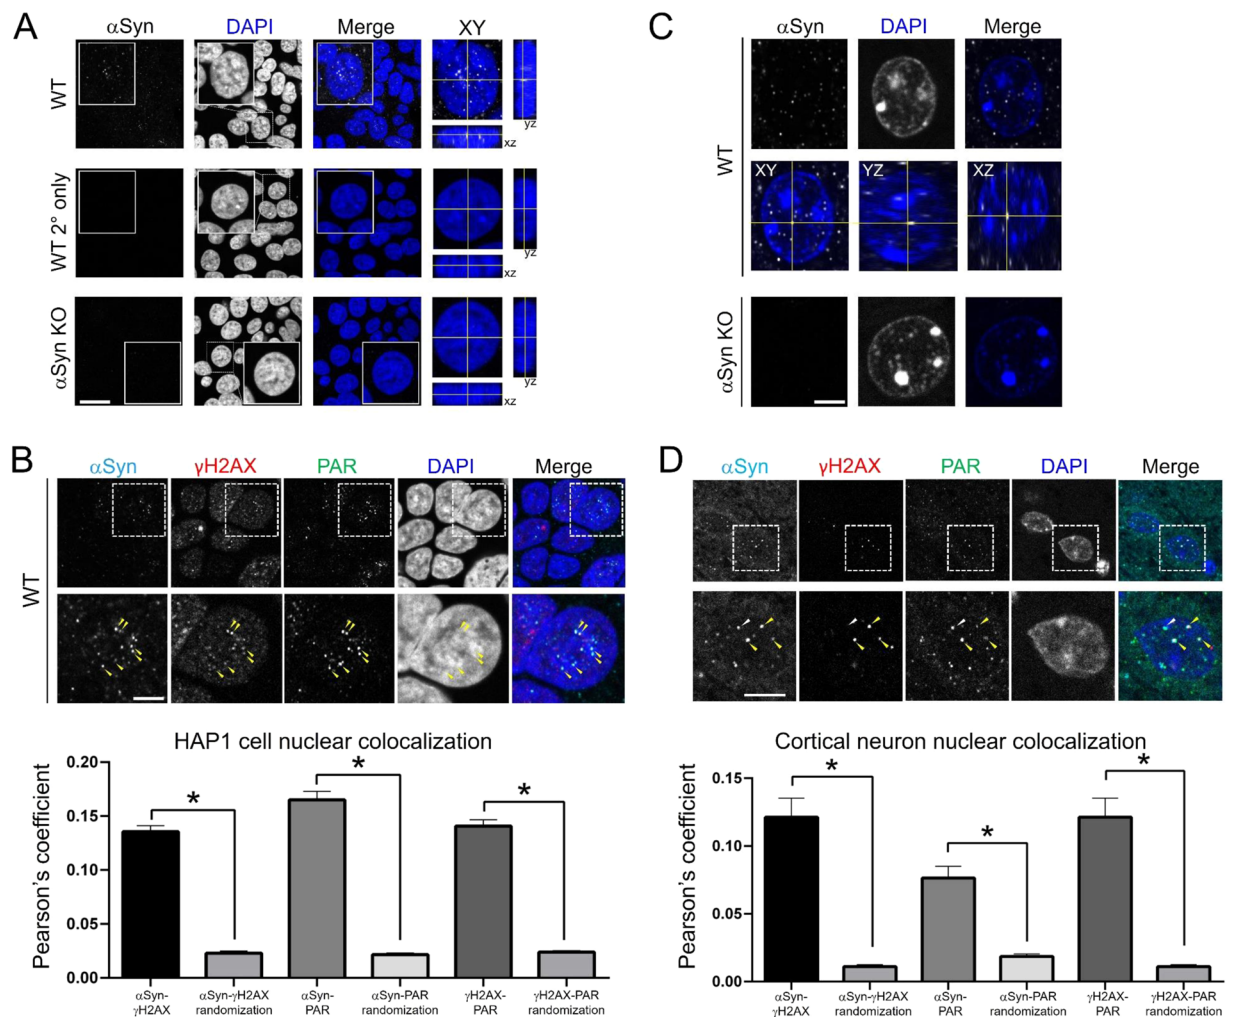 A
αSyn DAPI Merge XY
WT
yz
xz
WT 2° only
yz
xz
αSyn KO
yz
xz
C
αSyn DAPI Merge
WT
XY YZ XZ
αSyn KO
B
αSyn γH2AX PAR DAPI Merge
WT
HAP1 cell nuclear colocalization
Pearson's coefficient
0.20
0.15
0.10
0.05
0.00
* * *
αSyn- αSyn-γH2AX αSyn- αSyn-PAR γH2AX- γH2AX-PAR
γH2AX randomization PAR randomization PAR randomization
D
αSyn γH2AX PAR DAPI Merge
Cortical neuron nuclear colocalization
Pearson's coefficient
0.15
0.10
0.05
0.00
* * *
αSyn- αSyn-γH2AX αSyn- αSyn-PAR γH2AX- γH2AX-PAR
γH2AX randomization PAR randomization PAR randomization